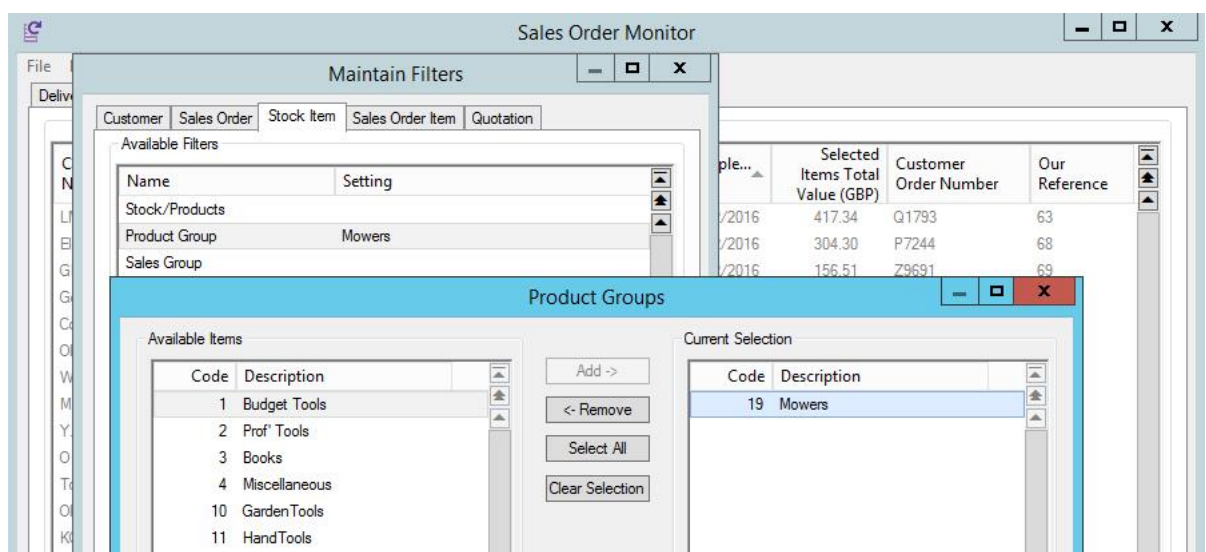 Sales Order Monitor
File
Maintain Filters
Customer Sales Order Stock Item Sales Order Item Quotation
Available Filters
Name Setting
Stock/Products
Product Group Mowers
Sales Group
Selected Items Total Value (GBP) Customer Order Number Our Reference
/2016 417.34 Q1793 63
/2016 304.30 P7244 68
/2016 156.51 Z9691 69
Product Groups
Available Items
Code Description
1 Budget Tools
2 Prof' Tools
3 Books
4 Miscellaneous
10 GardenTools
11 HandTools
Add ->
<- Remove
Select All
Clear Selection
Current Selection
Code Description
19 Mowers